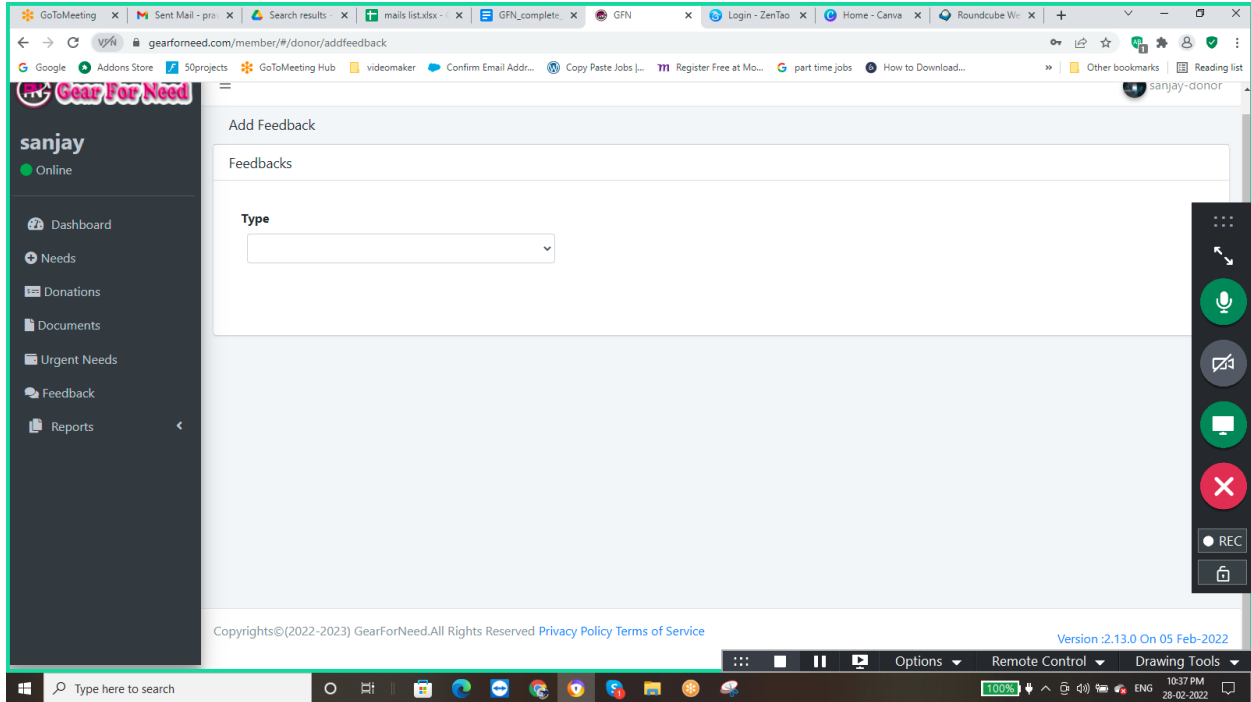 GoToMeeting
Sent Mail - pra
Search results -
mails list.xlsx -
GFN_complete_
GFN
Login - ZenTao
Home - Canva
Roundcube We
VPN
gearforneed.com/member/#/donor/addfeedback
1
Google
Addons Store
50projects
GoToMeeting Hub
videomaker
Confirm Email Addr...
Copy Paste Jobs |...
Register Free at Mo...
part time jobs
How to Download...
»
Other bookmarks
Reading list
Gear For Need
sanjay-donor
sanjay
Online
Dashboard
Needs
Donations
Documents
Urgent Needs
Feedback
Reports
Add Feedback
Feedbacks
Type
REC
Copyrights©(2022-2023) GearForNeed.All Rights Reserved Privacy Policy Terms of Service
Version :2.13.0 On 05 Feb-2022
Options
Remote Control
Drawing Tools
Type here to search
100%
ENG
10:37 PM
28-02-2022